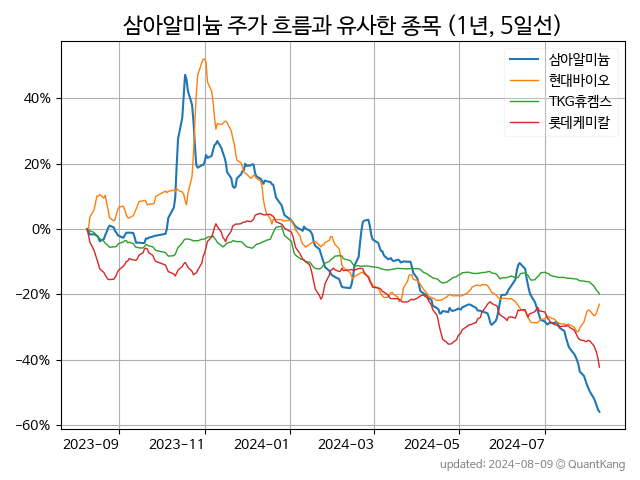 삼아알미늄 주가 흐름과 유사한 종목 (1년, 5일선)
삼아알미늄
현대바이오
TKG휴켐스
롯데케미칼
40%
20%
0%
−20%
−40%
−60%
2023-09 2023-11 2024-01 2024-03 2024-05 2024-07
updated: 2024-08-09 © QuantKang